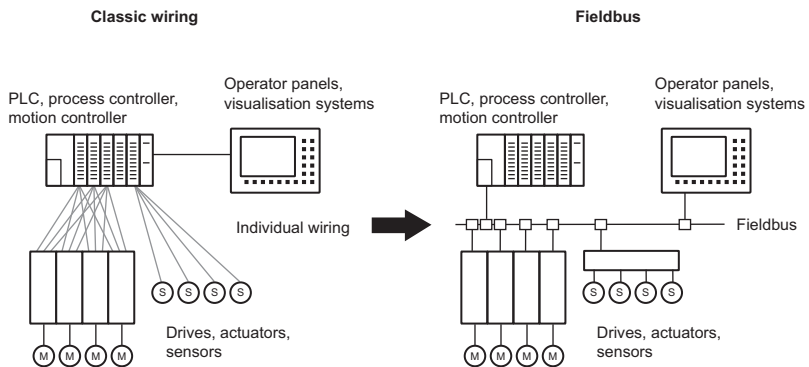 Classic wiring
PLC, process controller,
motion controller
Operator panels,
visualisation systems
Individual wiring
S S S S
Drives, actuators,
sensors
M M M M
Fieldbus
PLC, process controller,
motion controller
Operator panels,
visualisation systems
Fieldbus
S S S S
Drives, actuators,
sensors
M M M M